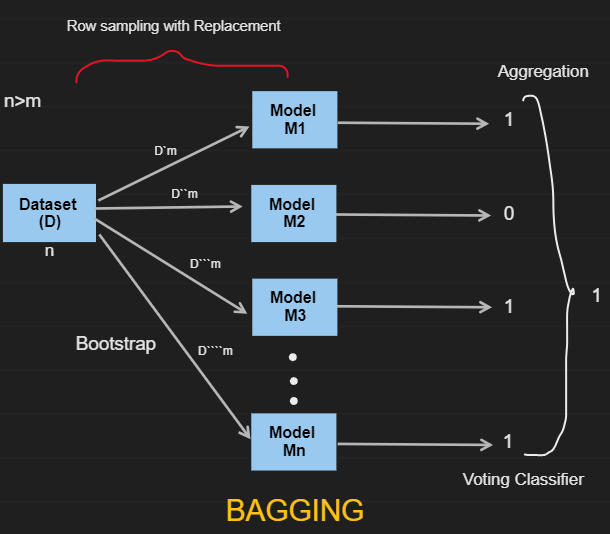 Row sampling with Replacement
Aggregation
n>m
Model
M1
1
D`m
Dataset
(D)
n
D``m
Model
M2
0
D```m
Model
M3
1
1
Bootstrap
D````m
Model
Mn
1
Voting Classifier
BAGGING